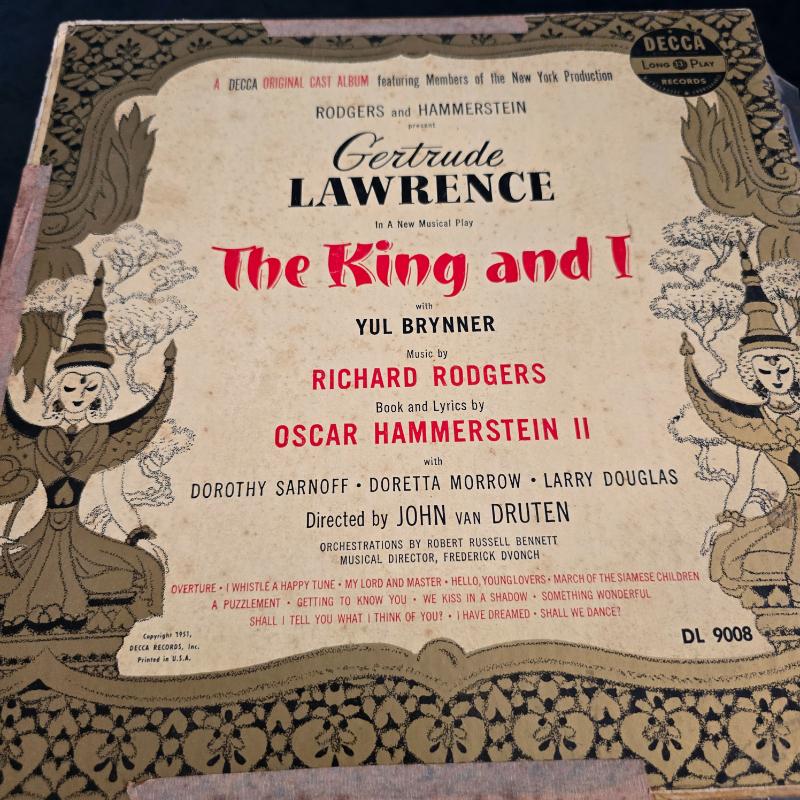 DECCA
LONG 33 PLAY
RECORDS
A DECCA ORIGINAL CAST ALBUM featuring Members of the New York Production
RODGERS and HAMMERSTEIN
present
Gertrude
LAWRENCE
In A New Musical Play
The King and I
with
YUL BRYNNER
Music by
RICHARD RODGERS
Book and Lyrics by
OSCAR HAMMERSTEIN II
with
DOROTHY SARNOFF • DORETTA MORROW • LARRY DOUGLAS
Directed by JOHN VAN DRUTEN
ORCHESTRATIONS BY ROBERT RUSSELL BENNETT
MUSICAL DIRECTOR, FREDERICK DVONCH
OVERTURE • I WHISTLE A HAPPY TUNE • MY LORD AND MASTER • HELLO, YOUNG LOVERS • MARCH OF THE SIAMESE CHILDREN
A PUZZLEMENT • GETTING TO KNOW YOU • WE KISS IN A SHADOW • SOMETHING WONDERFUL
SHALL I TELL YOU WHAT I THINK OF YOU? • I HAVE DREAMED • SHALL WE DANCE?
Copyright 1951,
DECCA RECORDS, Inc.
Printed in U.S.A.
DL 9008